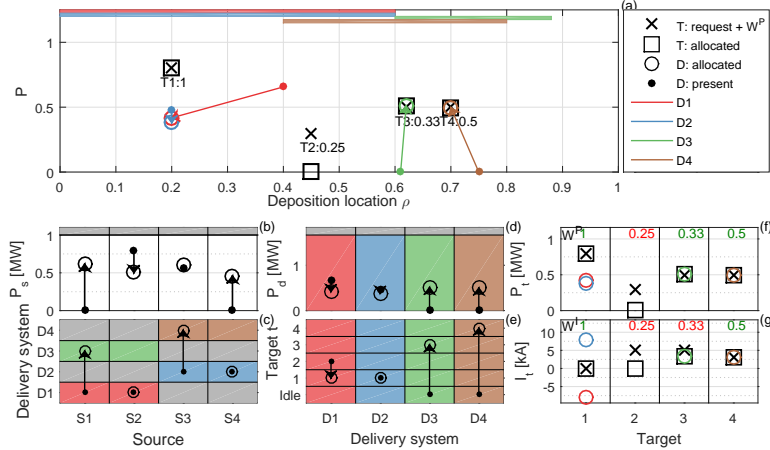 (a)
P
1
0.5
0
T1:1
T2:0.25
T3:0.33
T4:0.5
0 0.1 0.2 0.3 0.4 0.5 0.6 0.7 0.8 0.9 1
Deposition location ρ
T: request + W^P
T: allocated
D: allocated
D: present
D1
D2
D3
D4
(b)
P_s [MW]
1
0.5
0
(c)
Delivery system
D4
D3
D2
D1
S1 S2 S3 S4
Source
(d)
P_d [MW]
1
0
(e)
Target t
4
3
2
1
Idle
D1 D2 D3 D4
Delivery system
(f)
W^P
1 0.25 0.33 0.5
P_t [MW]
1
0.5
0
(g)
W^I
1 0.25 0.33 0.5
I_t [kA]
10
5
0
-5
1 2 3 4
Target